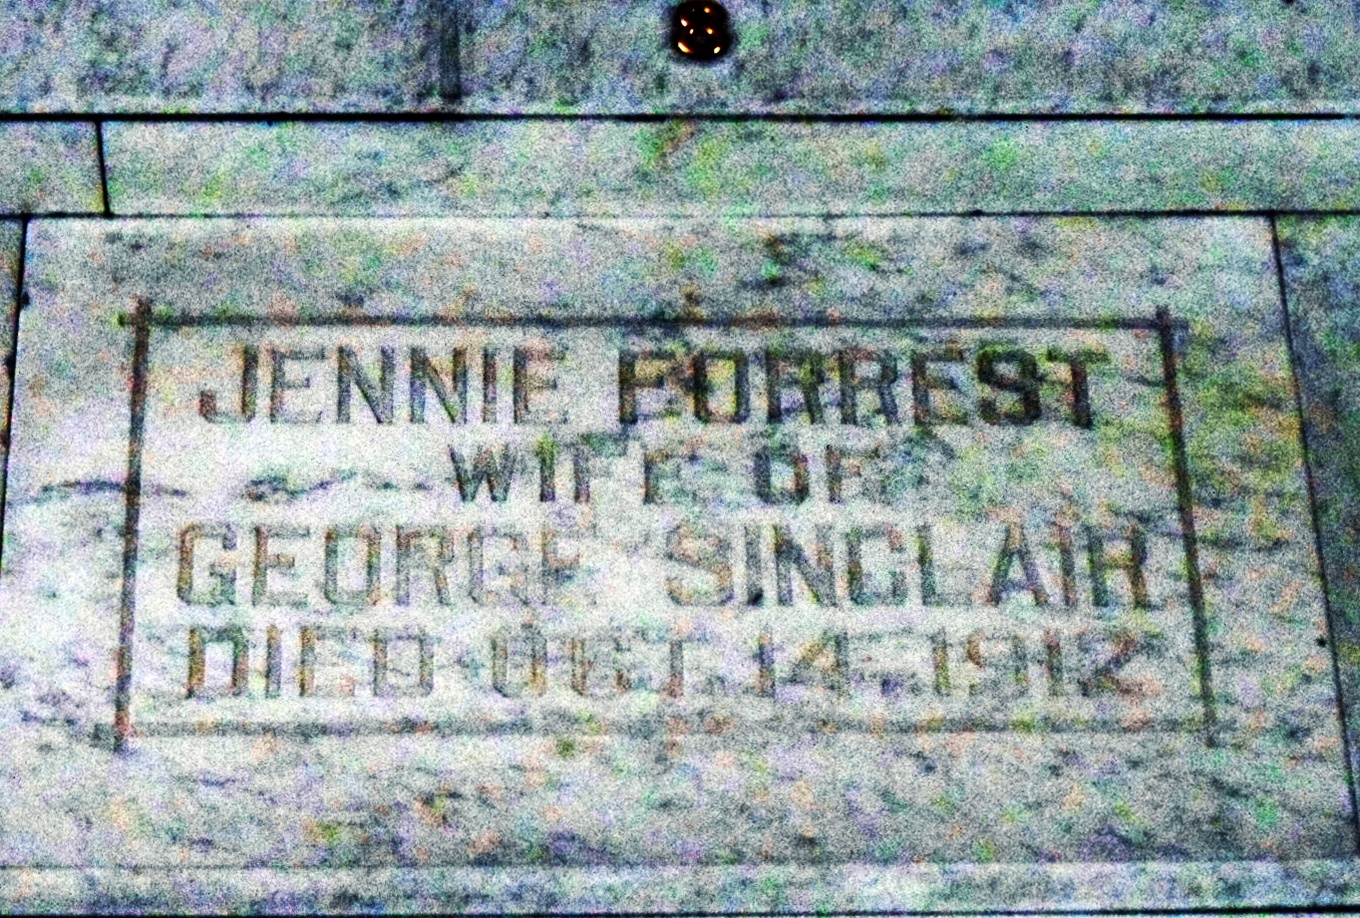 JENNIE FORREST
WIFE OF
GEORGE SINCLAIR
DIED OCT. 14. 1912